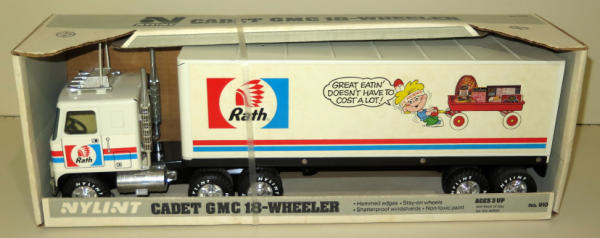 NYLINT
CADET GMC 18-WHEELER
Rath
GREAT EATIN'
DOESN'T HAVE TO
COST A LOT!
Rath
NYLINT
CADET GMC 18-WHEELER
• Hemmed edges • Stay-on wheels
• Shatterproof windshields • Non-toxic paint
AGES 3 UP
No. 910